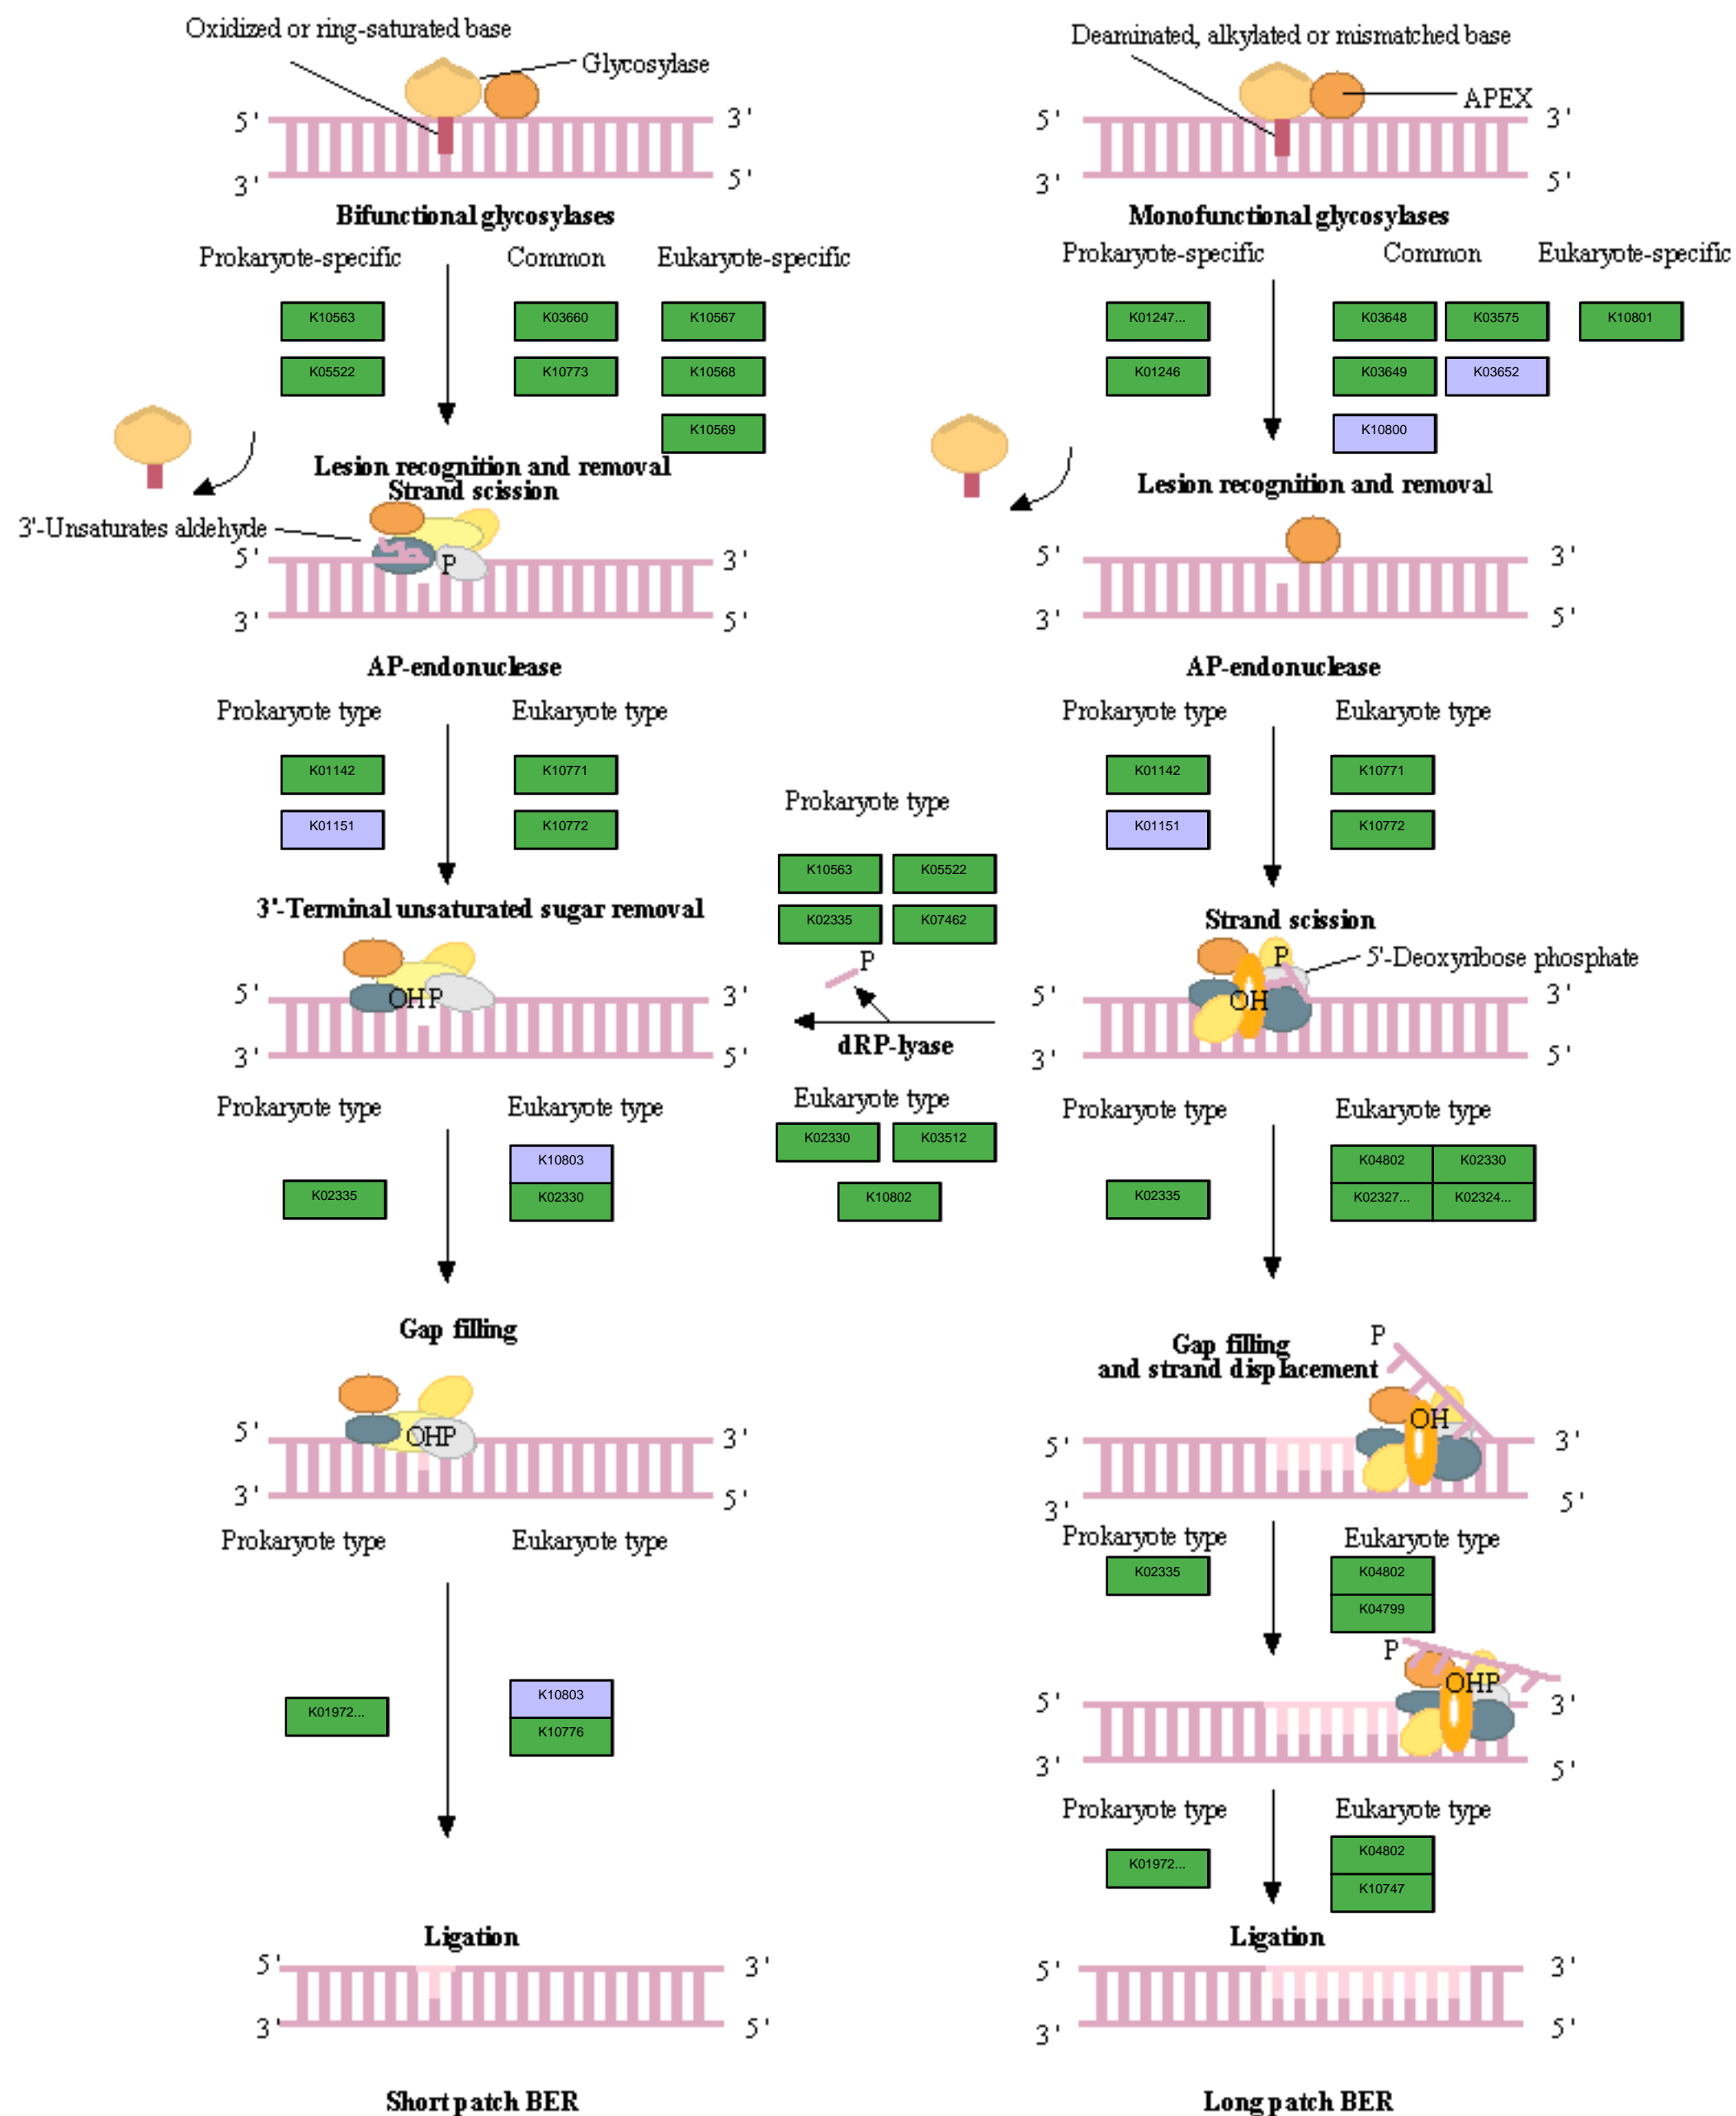 Oxidized or ring-saturated base
Glycosylase
5' 3'
3' 5'
Bifunctional glycosylases
Prokaryote-specific Common Eukaryote-specific
K10563 K03660 K10567
K05522 K10773 K10568
K10569
Lesion recognition and removal
Strand scission
3'-Unsaturates aldehyde
P
5' 3'
3' 5'
AP-endonuclease
Prokaryote type Eukaryote type
K01142 K10771
K01151 K10772
3'-Terminal unsaturated sugar removal
OHP
5' 3'
3' 5'
Prokaryote type Eukaryote type
K10803
K02335 K02330
Gap filling
OHP
5' 3'
3' 5'
Prokaryote type Eukaryote type
K10803
K01972... K10776
Ligation
5' 3'
3' 5'
Short patch BER
Prokaryote type
K10563 K05522
K02335 K07462
P
dRP-lyase
Eukaryote type
K02330 K03512
K10802
Deaminated, alkylated or mismatched base
APEX
5' 3'
3' 5'
Monofunctional glycosylases
Prokaryote-specific Common Eukaryote-specific
K01247... K03648 K03575 K10801
K01246 K03649 K03652
K10800
Lesion recognition and removal
5' 3'
3' 5'
AP-endonuclease
Prokaryote type Eukaryote type
K01142 K10771
K01151 K10772
Strand scission
P
5'-Deoxyribose phosphate
OH
5' 3'
3' 5'
Prokaryote type Eukaryote type
K04802 K02330
K02335 K02327... K02324...
Gap filling
and strand displacement
P
OH
5' 3'
3' 5'
Prokaryote type Eukaryote type
K02335 K04802
K04799
P
OHP
5' 3'
3' 5'
Prokaryote type Eukaryote type
K04802
K01972... K10747
Ligation
5' 3'
3' 5'
Long patch BER